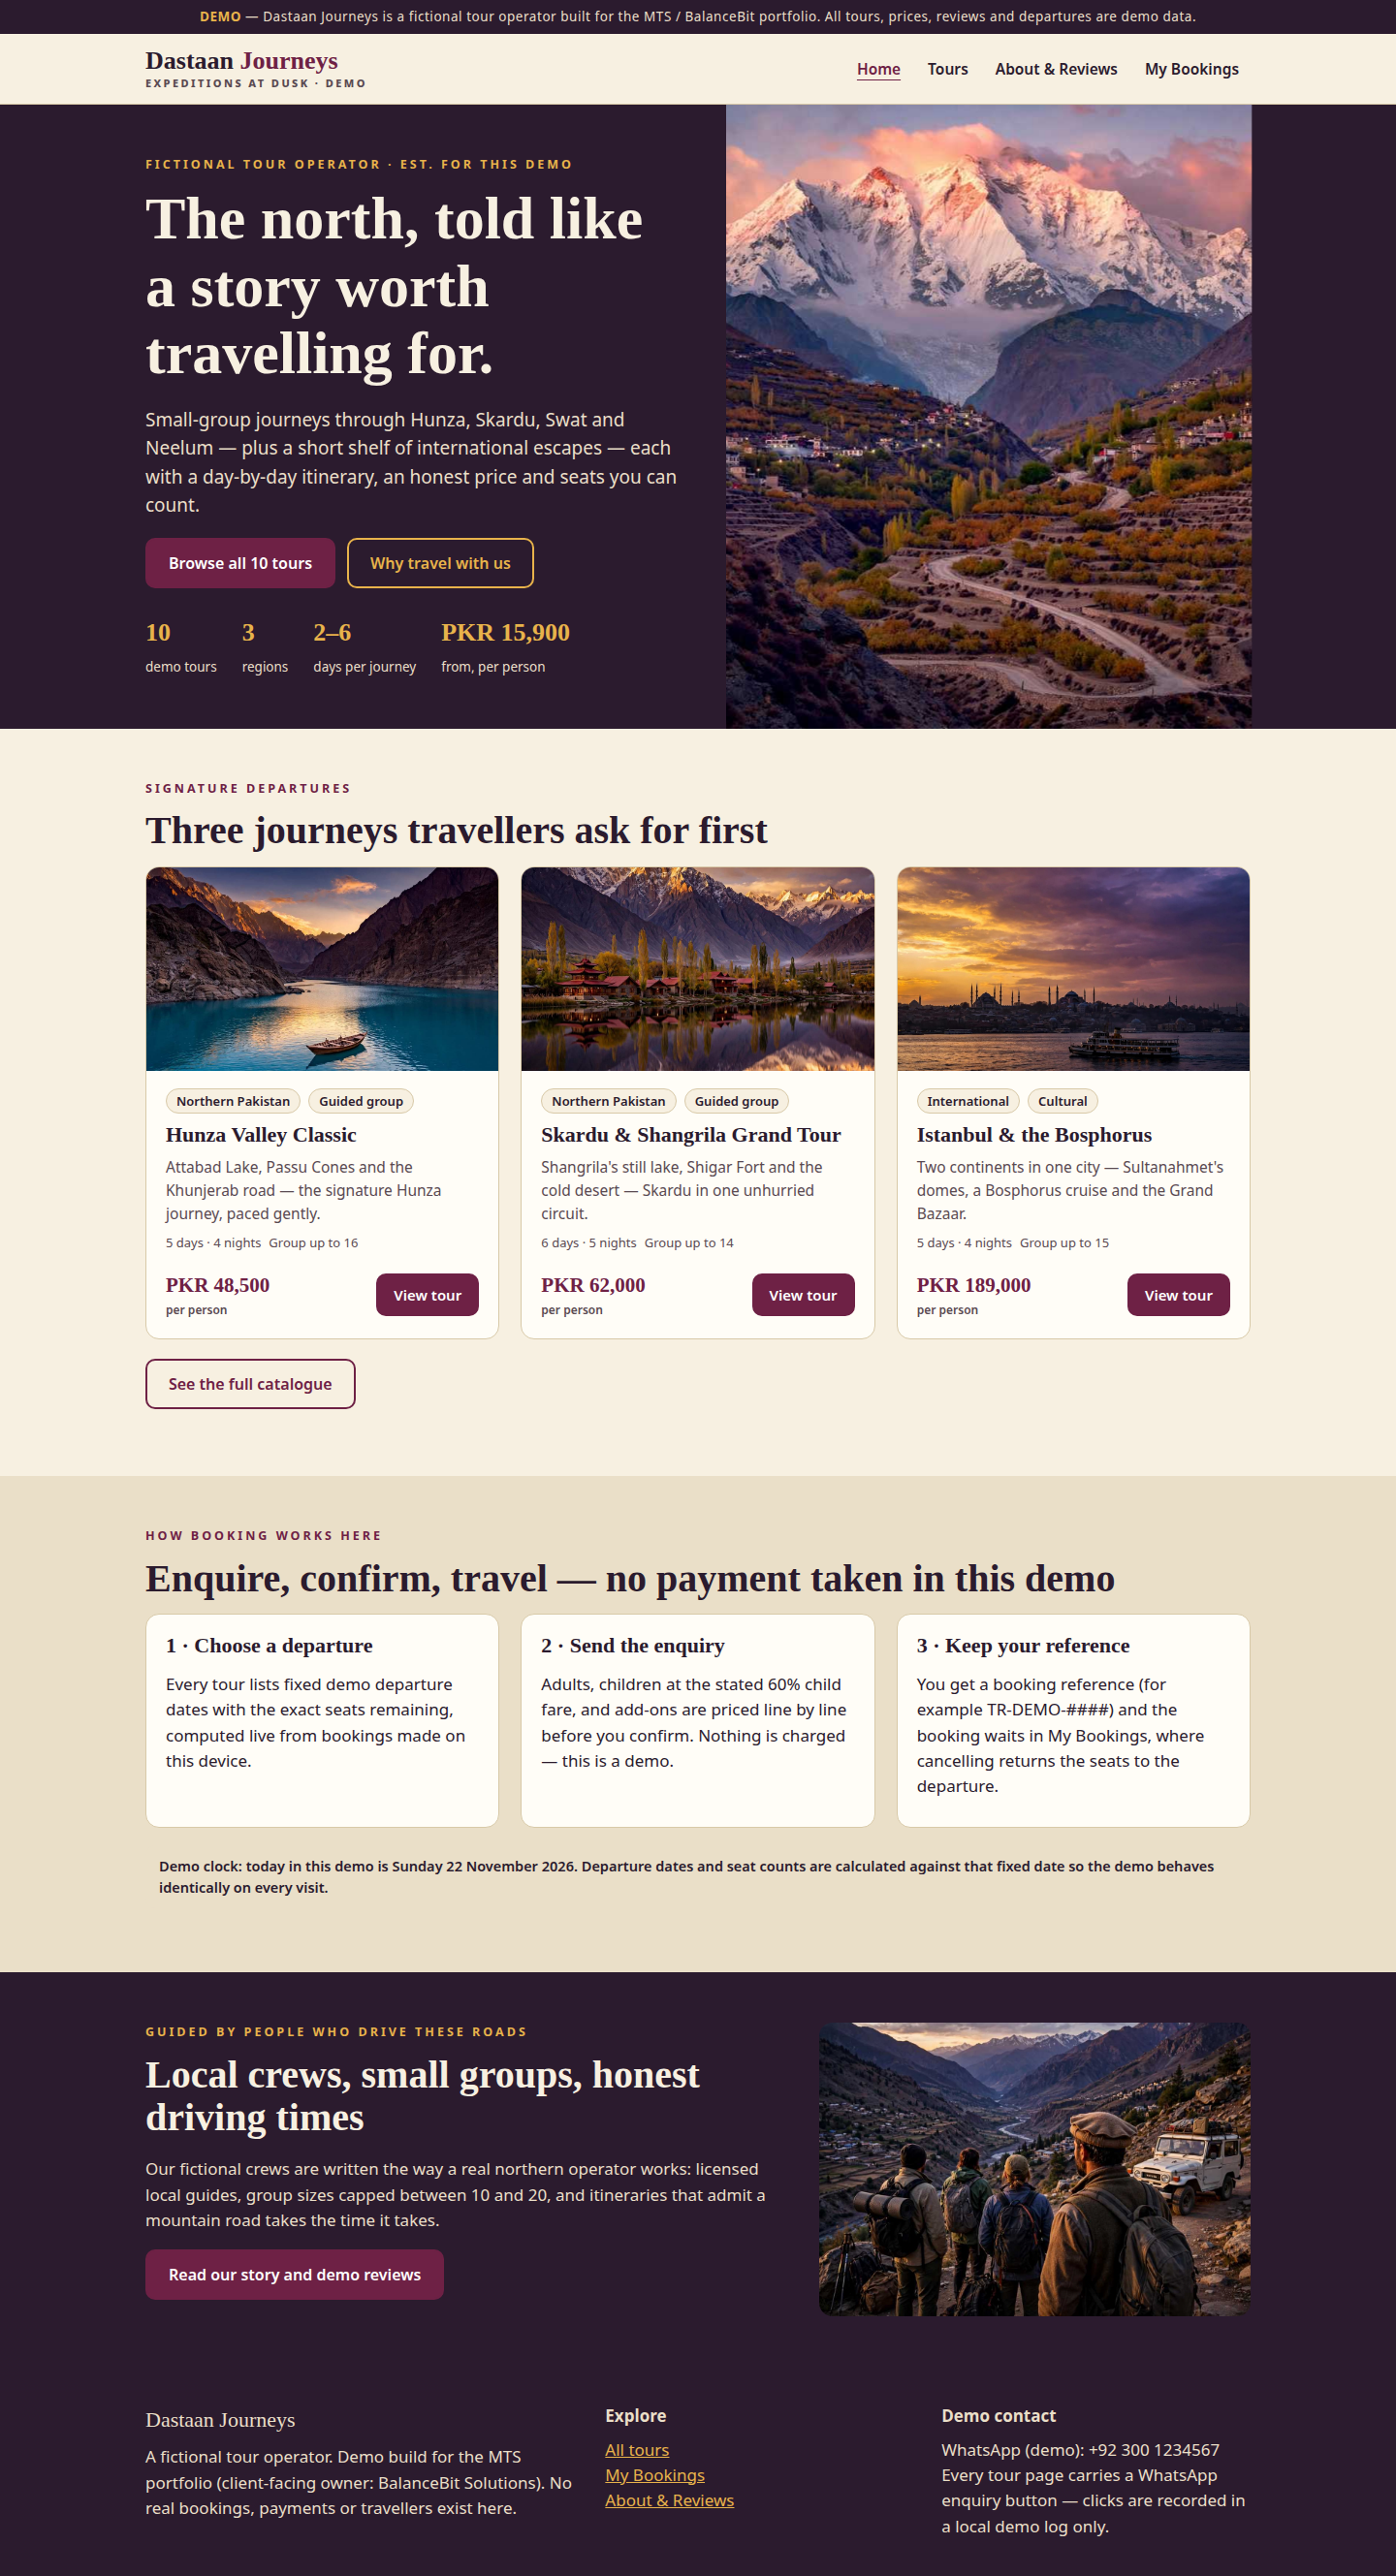 DEMO — Dastaan Journeys is a fictional tour operator built for the MTS / BalanceBit portfolio. All tours, prices, reviews and departures are demo data.
Dastaan Journeys
EXPEDITIONS AT DUSK · DEMO
Home Tours About & Reviews My Bookings
FICTIONAL TOUR OPERATOR · EST. FOR THIS DEMO
The north, told like
a story worth
travelling for.
Small-group journeys through Hunza, Skardu, Swat and
Neelum — plus a short shelf of international escapes — each
with a day-by-day itinerary, an honest price and seats you can
count.
Browse all 10 tours
Why travel with us
10 3 2–6 PKR 15,900
demo tours regions days per journey from, per person
SIGNATURE DEPARTURES
Three journeys travellers ask for first
Northern Pakistan Guided group
Hunza Valley Classic
Attabad Lake, Passu Cones and the
Khunjerab road — the signature Hunza
journey, paced gently.
5 days · 4 nights Group up to 16
PKR 48,500
per person
View tour
Northern Pakistan Guided group
Skardu & Shangrila Grand Tour
Shangrila's still lake, Shigar Fort and the
cold desert — Skardu in one unhurried
circuit.
6 days · 5 nights Group up to 14
PKR 62,000
per person
View tour
International Cultural
Istanbul & the Bosphorus
Two continents in one city — Sultanahmet's
domes, a Bosphorus cruise and the Grand
Bazaar.
5 days · 4 nights Group up to 15
PKR 189,000
per person
View tour
See the full catalogue
HOW BOOKING WORKS HERE
Enquire, confirm, travel — no payment taken in this demo
1 · Choose a departure
Every tour lists fixed demo departure
dates with the exact seats remaining,
computed live from bookings made on
this device.
2 · Send the enquiry
Adults, children at the stated 60% child
fare, and add-ons are priced line by line
before you confirm. Nothing is charged
— this is a demo.
3 · Keep your reference
You get a booking reference (for
example TR-DEMO-####) and the
booking waits in My Bookings, where
cancelling returns the seats to the
departure.
Demo clock: today in this demo is Sunday 22 November 2026. Departure dates and seat counts are calculated against that fixed date so the demo behaves
identically on every visit.
GUIDED BY PEOPLE WHO DRIVE THESE ROADS
Local crews, small groups, honest
driving times
Our fictional crews are written the way a real northern operator works: licensed
local guides, group sizes capped between 10 and 20, and itineraries that admit a
mountain road takes the time it takes.
Read our story and demo reviews
Dastaan Journeys
A fictional tour operator. Demo build for the MTS
portfolio (client-facing owner: BalanceBit Solutions). No
real bookings, payments or travellers exist here.
Explore
All tours
My Bookings
About & Reviews
Demo contact
WhatsApp (demo): +92 300 1234567
Every tour page carries a WhatsApp
enquiry button — clicks are recorded in
a local demo log only.